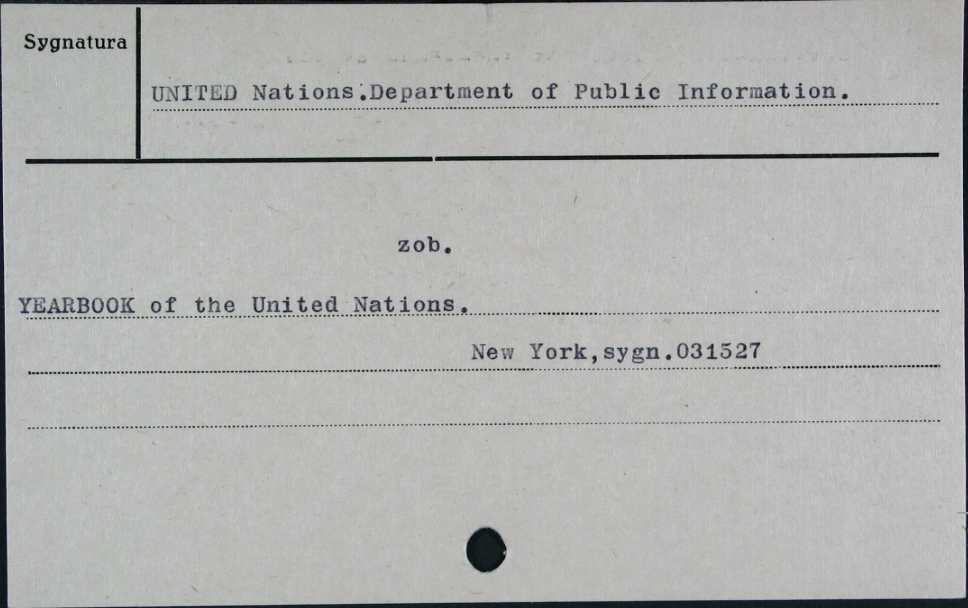 Sygnatura
UNITED Nations.Department of Public Information.
zob.
YEARBOOK of the United Nations.
New York,sygn.031527